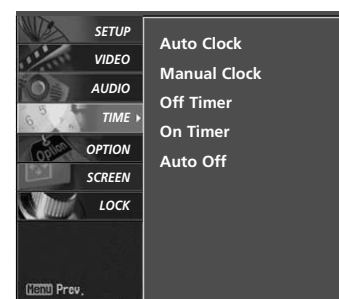 SETUP
VIDEO
AUDIO
TIME
OPTION
SCREEN
LOCK
Auto Clock
Manual Clock
Off Timer
On Timer
Auto Off
Option
Menu Prev.